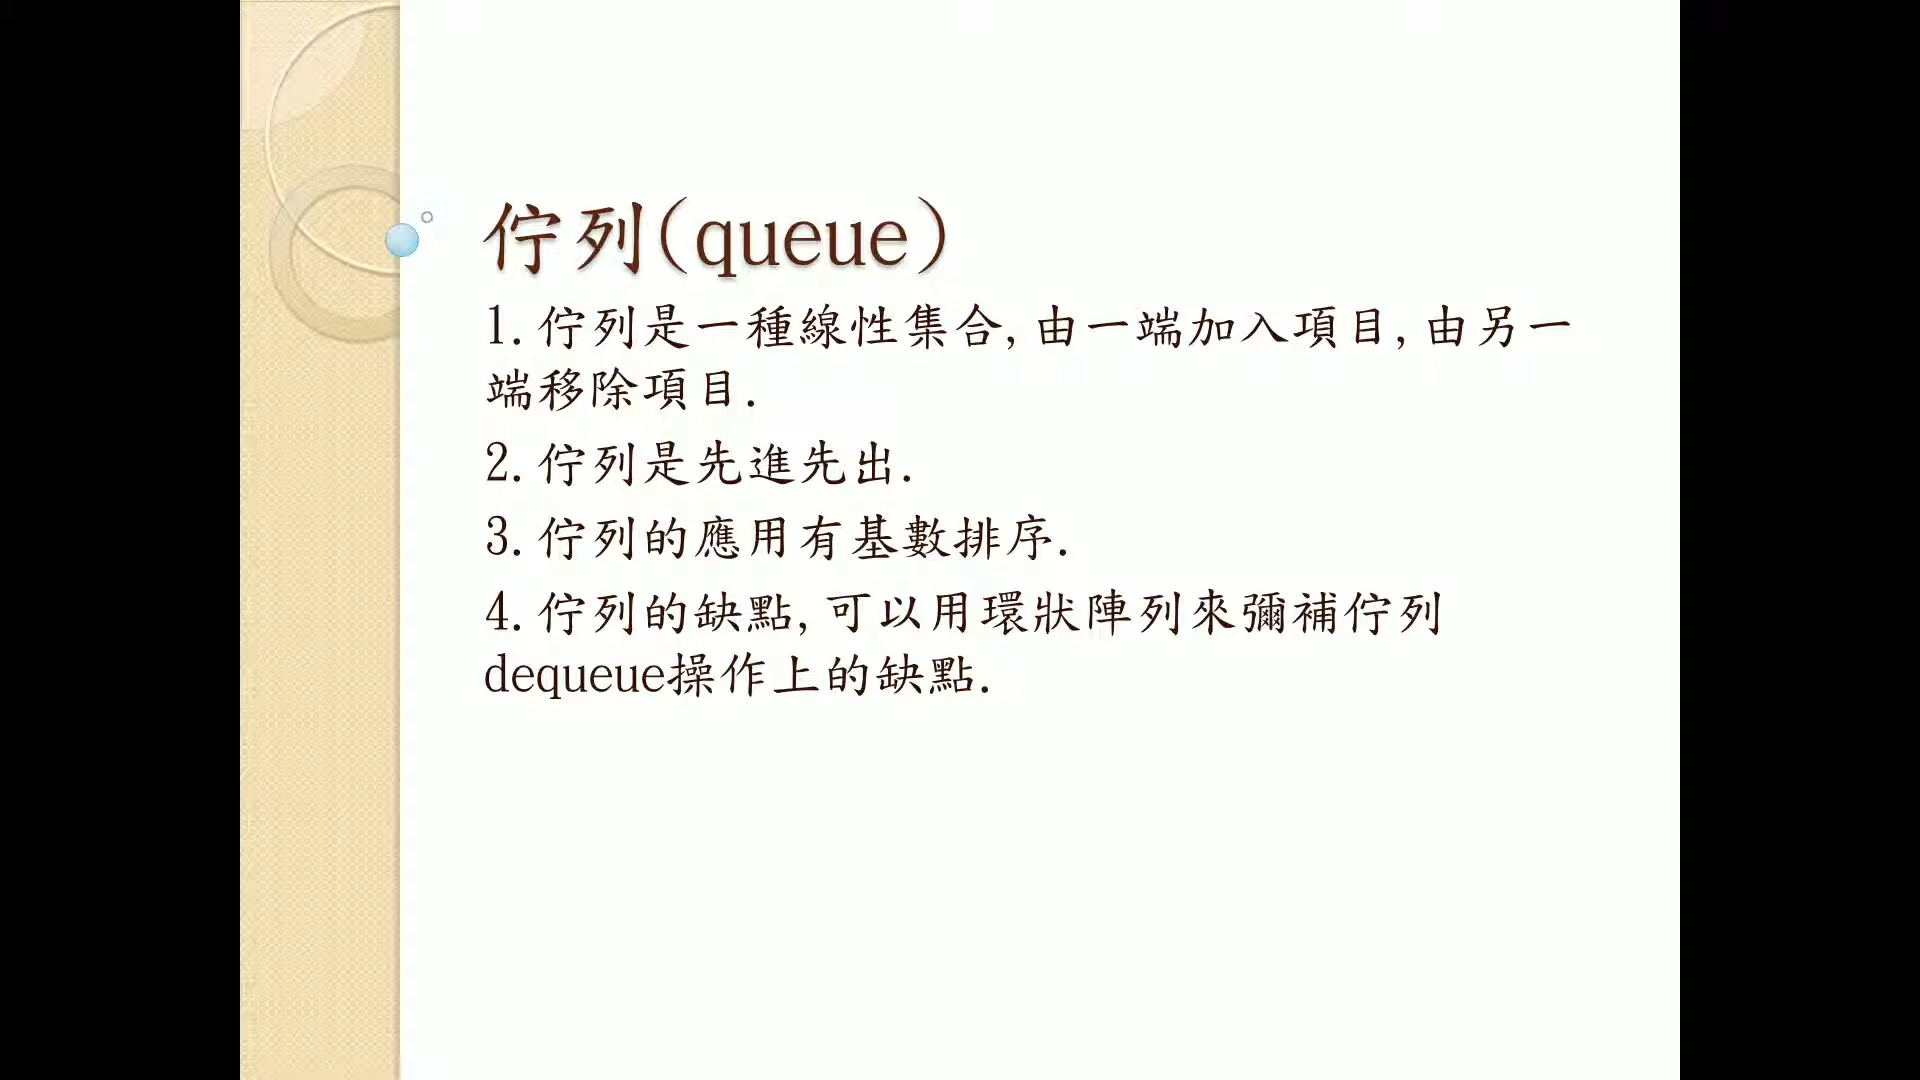 佇列(queue)
1.佇列是一種線性集合,由一端加入項目,由另一
端移除項目.
2.佇列是先進先出.
3.佇列的應用有基數排序.
4.佇列的缺點,可以用環狀陣列來彌補佇列
dequeue操作上的缺點.